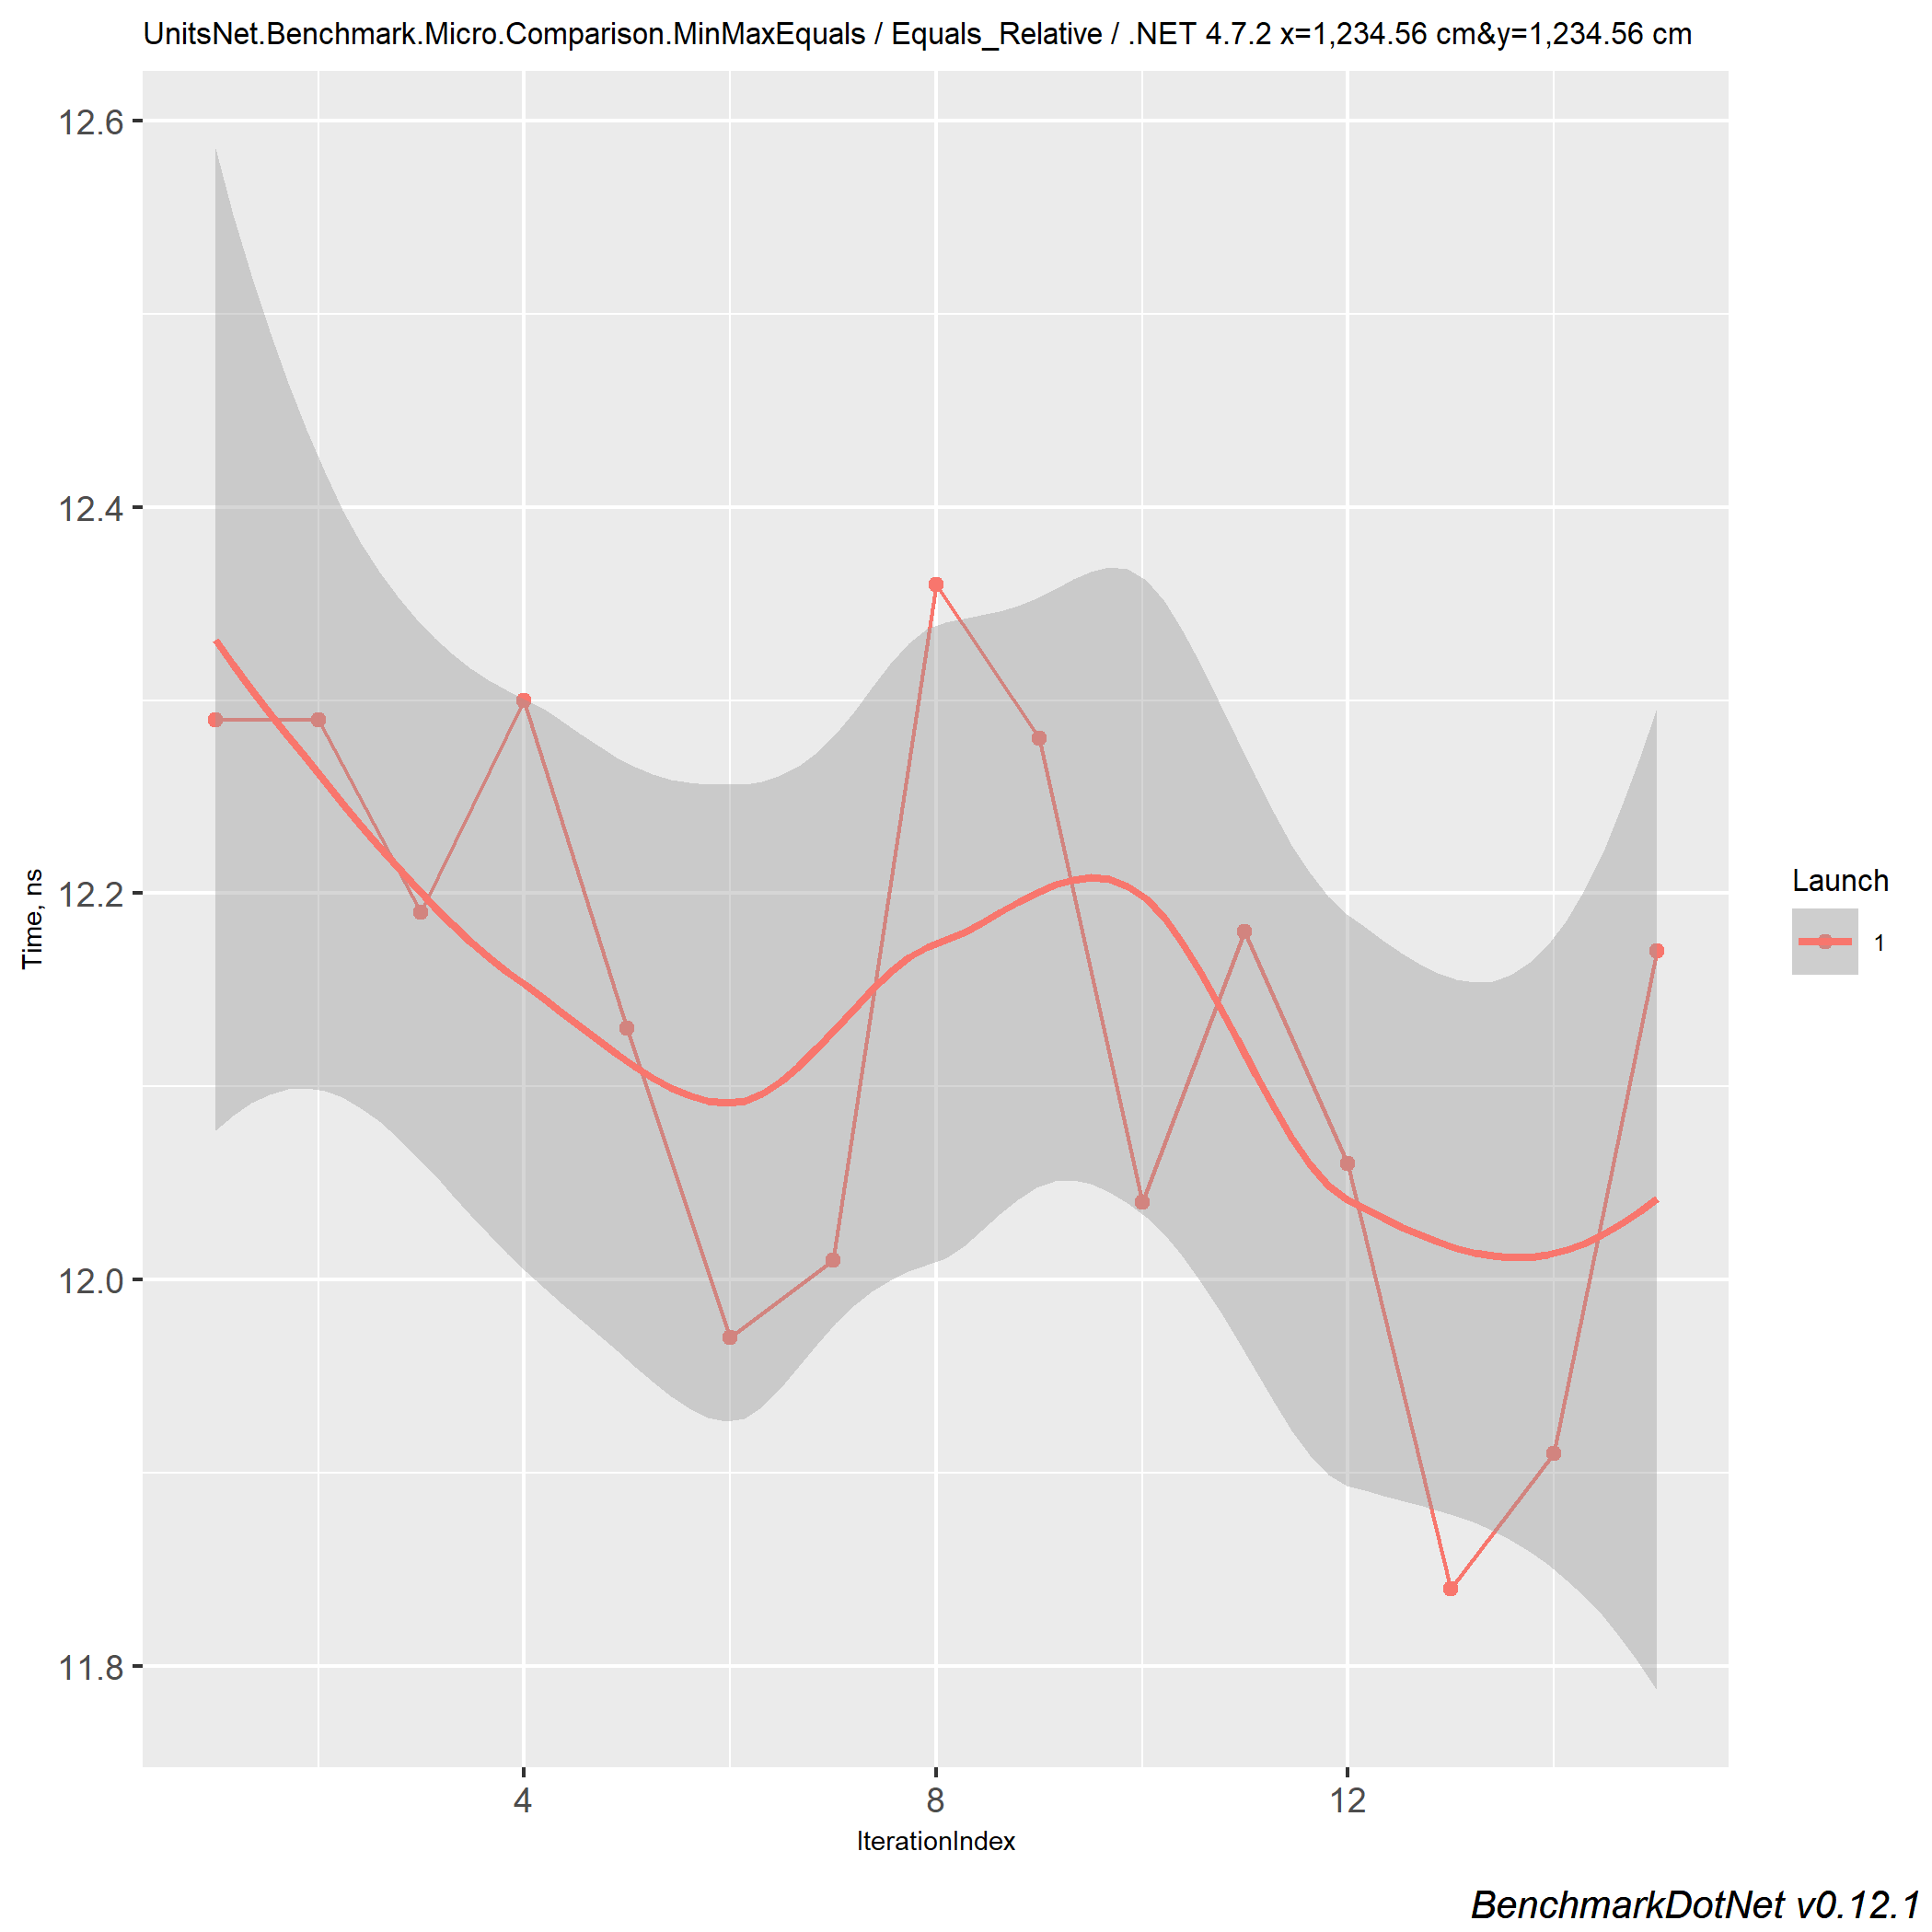 UnitsNet.Benchmark.Micro.Comparison.MinMaxEquals / Equals_Relative / .NET 4.7.2 x=1,234.56 cm&y=1,234.56 cm
12.6
12.4
12.2
12.0
11.8
Time, ns
4
8
12
IterationIndex
Launch
1
BenchmarkDotNet v0.12.1